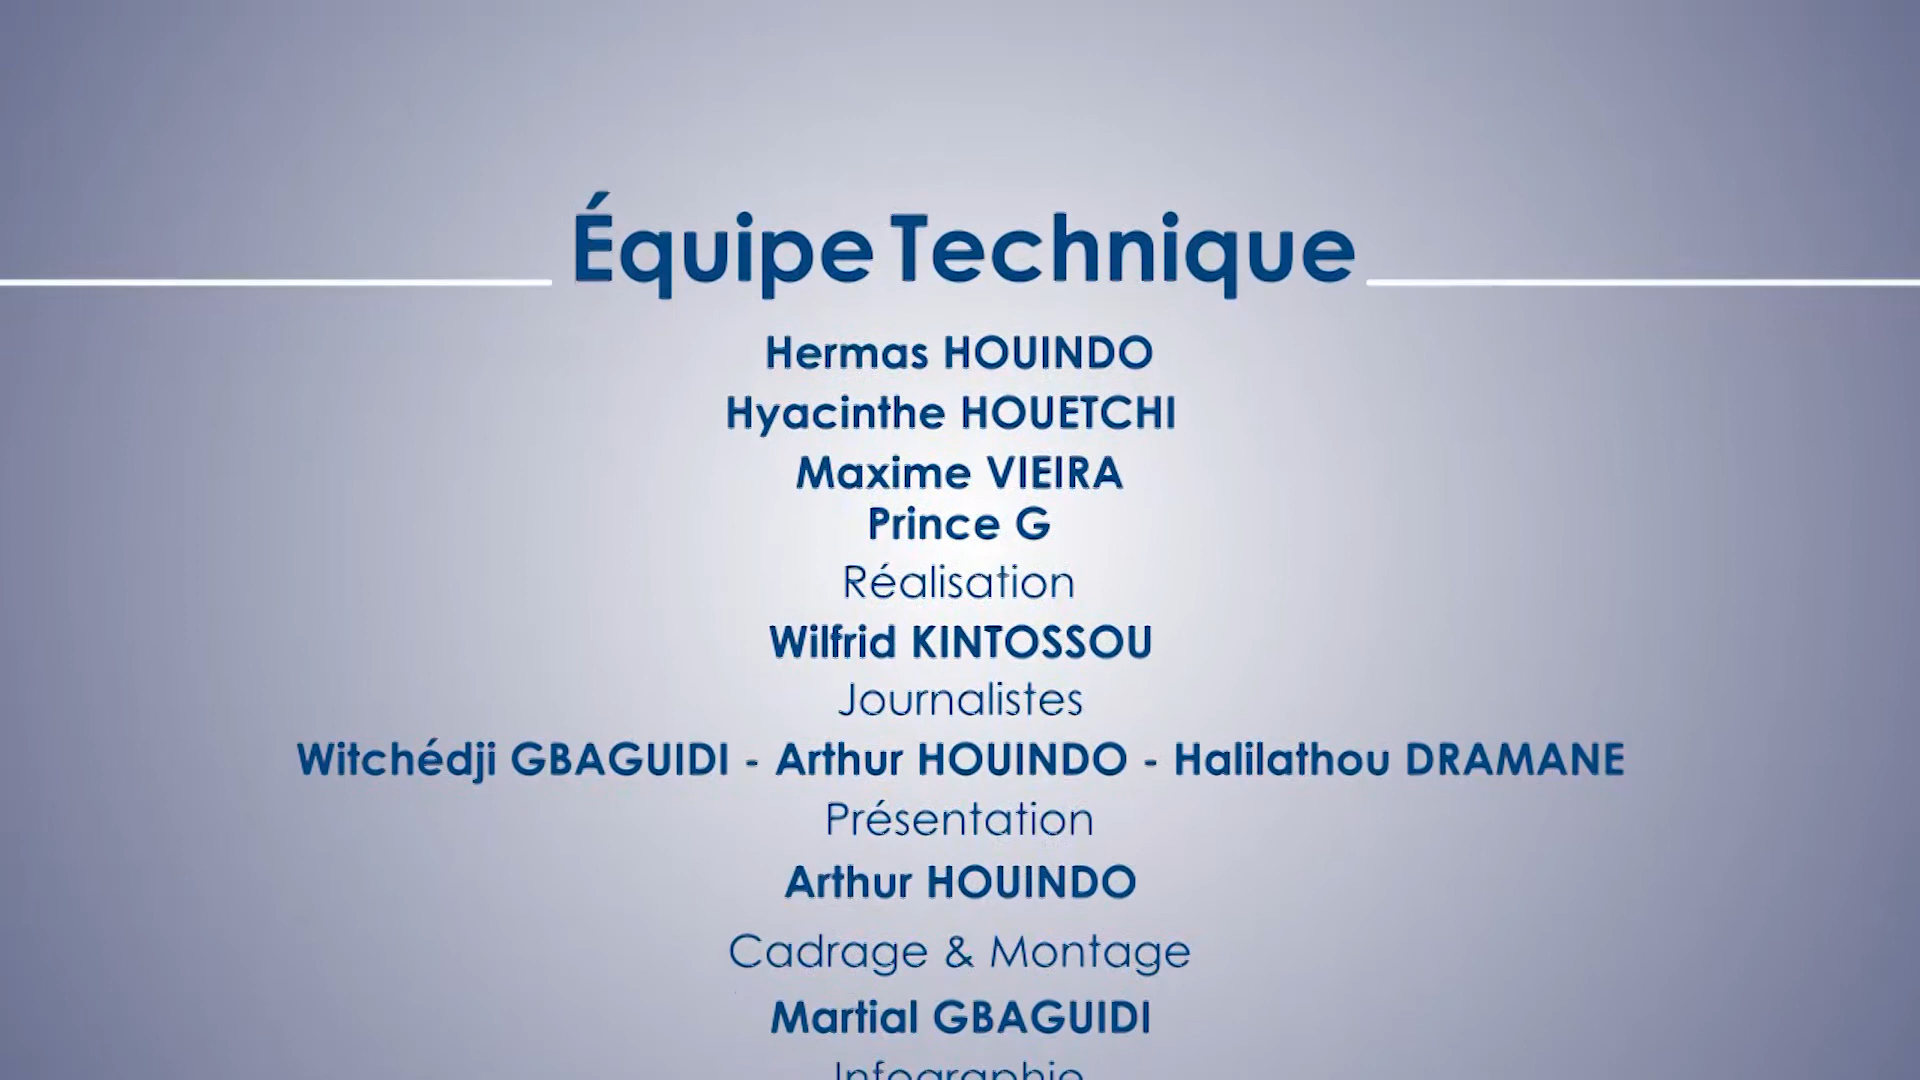 Équipe Technique
Hermas HOUINDO
Hyacinthe HOUETCHI
Maxime VIEIRA
Prince G
Réalisation
Wilfrid KINTOSSOU
Journalistes
Witchédji GBAGUIDI - Arthur HOUINDO - Halilathou DRAMANE
Présentation
Arthur HOUINDO
Cadrage & Montage
Martial GBAGUIDI
Infographie